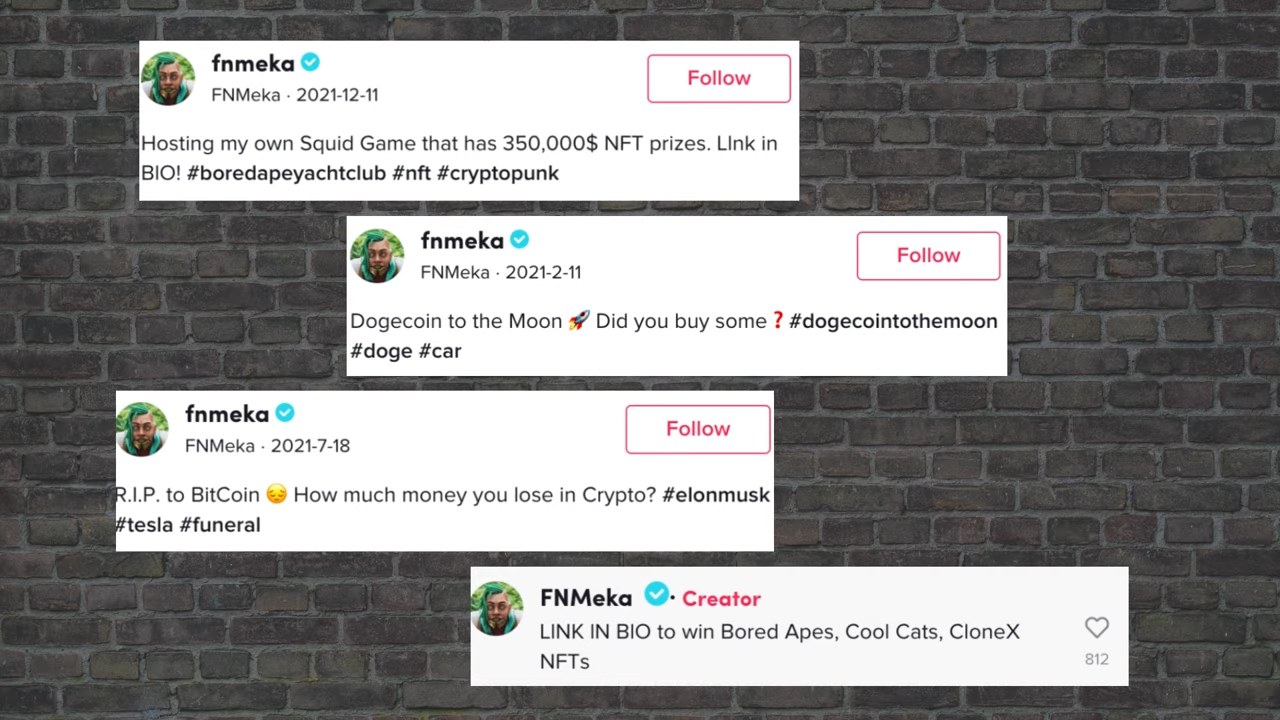 fnmeka
FNMeka · 2021-12-11
Follow
Hosting my own Squid Game that has 350,000$ NFT prizes. LInk in
BIO! #boredapeyachtclub #nft #cryptopunk
fnmeka
FNMeka · 2021-2-11
Follow
Dogecoin to the Moon 🚀 Did you buy some ❓ #dogecointothemoon
#doge #car
fnmeka
FNMeka · 2021-7-18
Follow
R.I.P. to BitCoin 😔 How much money you lose in Crypto? #elonmusk
#tesla #funeral
FNMeka · Creator
LINK IN BIO to win Bored Apes, Cool Cats, CloneX
NFTs
812